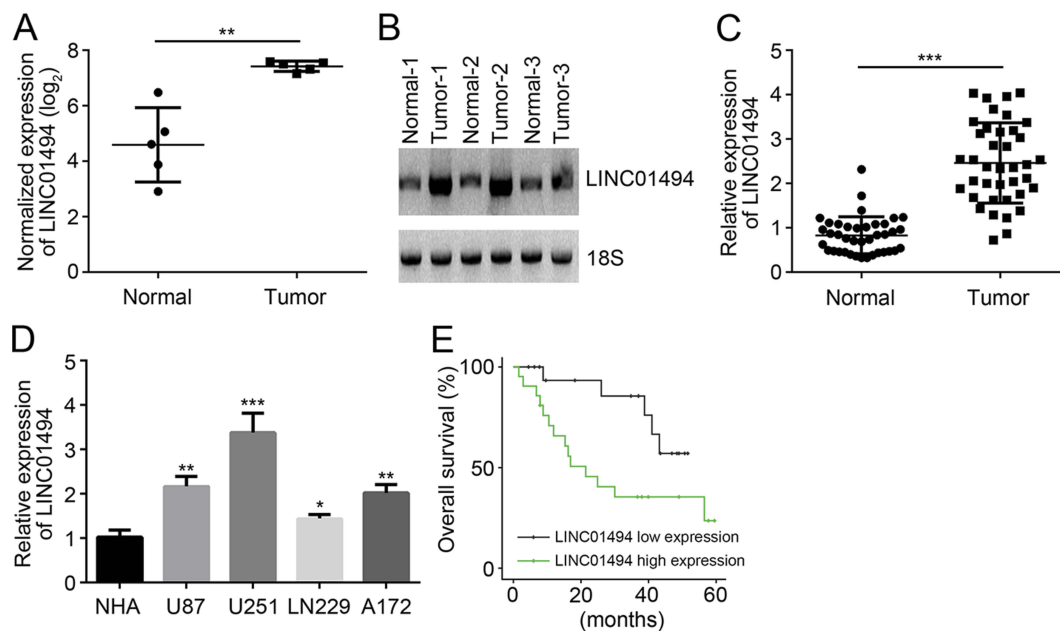 A
Normalized expression
of LINC01494 (log2)
8
6
4
2
0
**
Normal
Tumor
B
Normal-1
Tumor-1
Normal-2
Tumor-2
Normal-3
Tumor-3
LINC01494
18S
C
Relative expression
of LINC01494
5
4
3
2
1
0
***
Normal
Tumor
D
Relative expression
of LINC01494
5
4
3
2
1
0
**
***
*
**
NHA
U87
U251
LN229
A172
E
Overall survival (%)
100
50
0
LINC01494 low expression
LINC01494 high expression
0
20
40
60
(months)